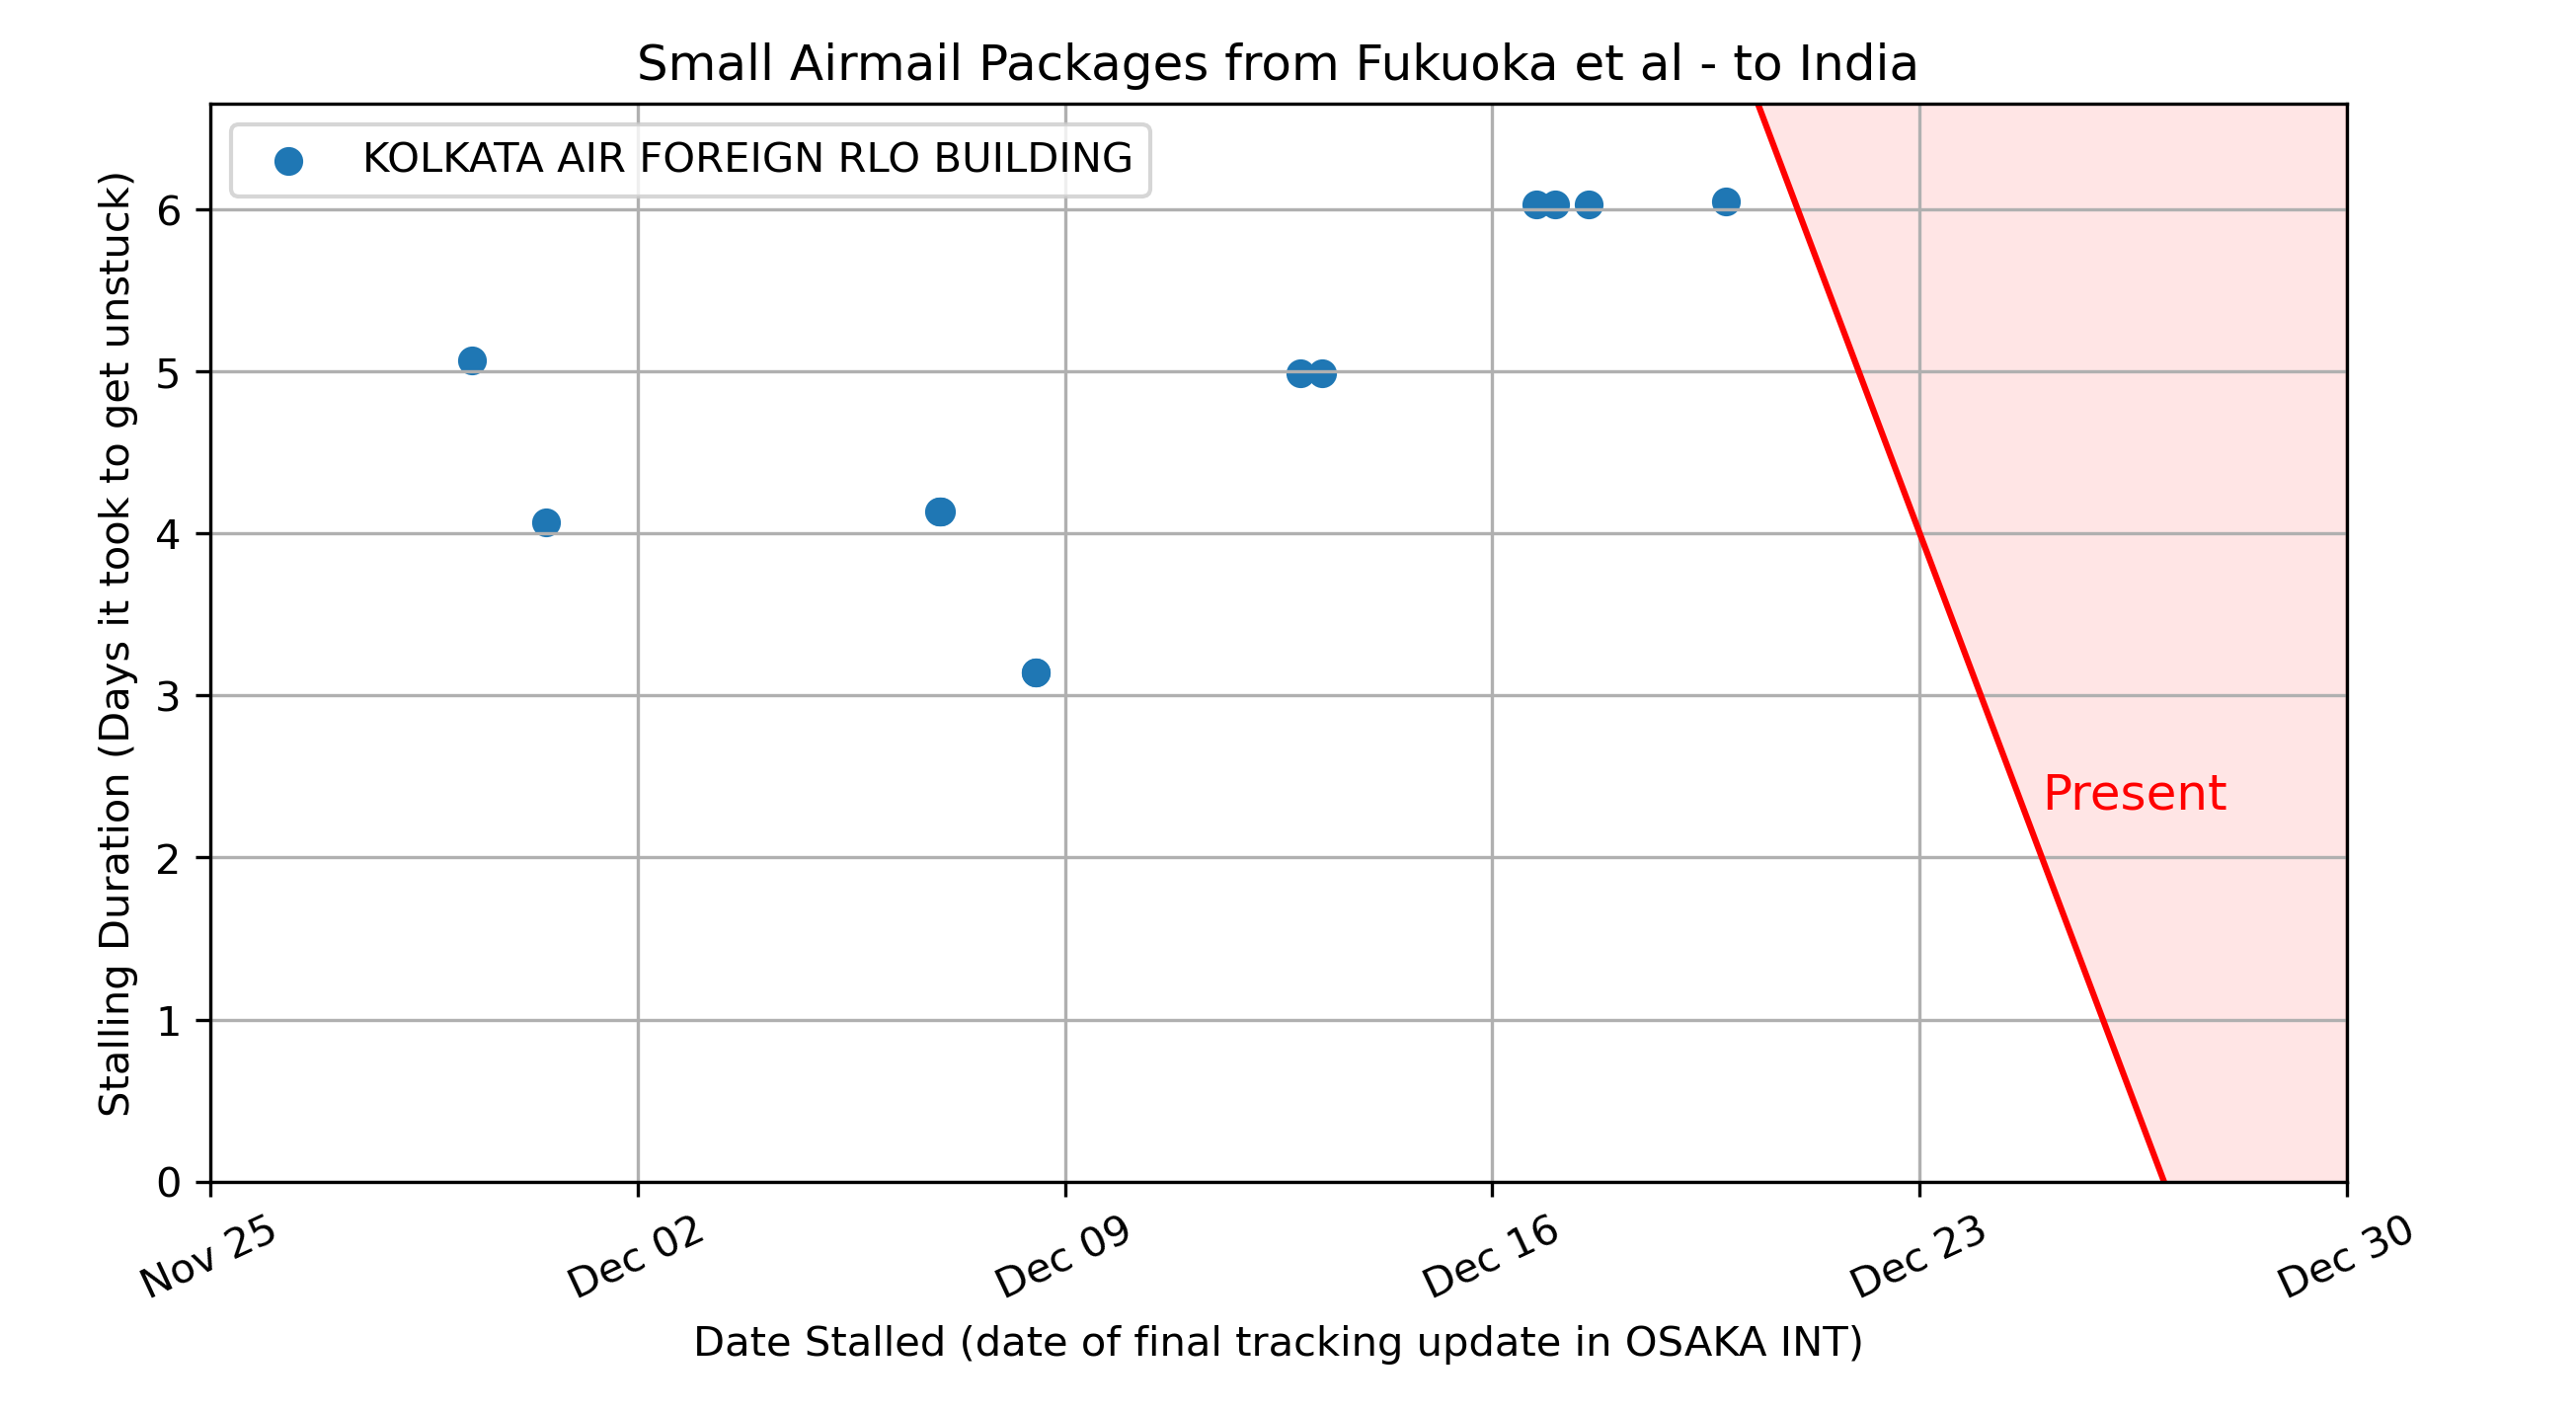 Small Airmail Packages from Fukuoka et al - to India
KOLKATA AIR FOREIGN RLO BUILDING
Stalling Duration (Days it took to get unstuck)
6
5
4
3
2
1
0
Present
Nov 25
Dec 02
Dec 09
Dec 16
Dec 23
Dec 30
Date Stalled (date of final tracking update in OSAKA INT)